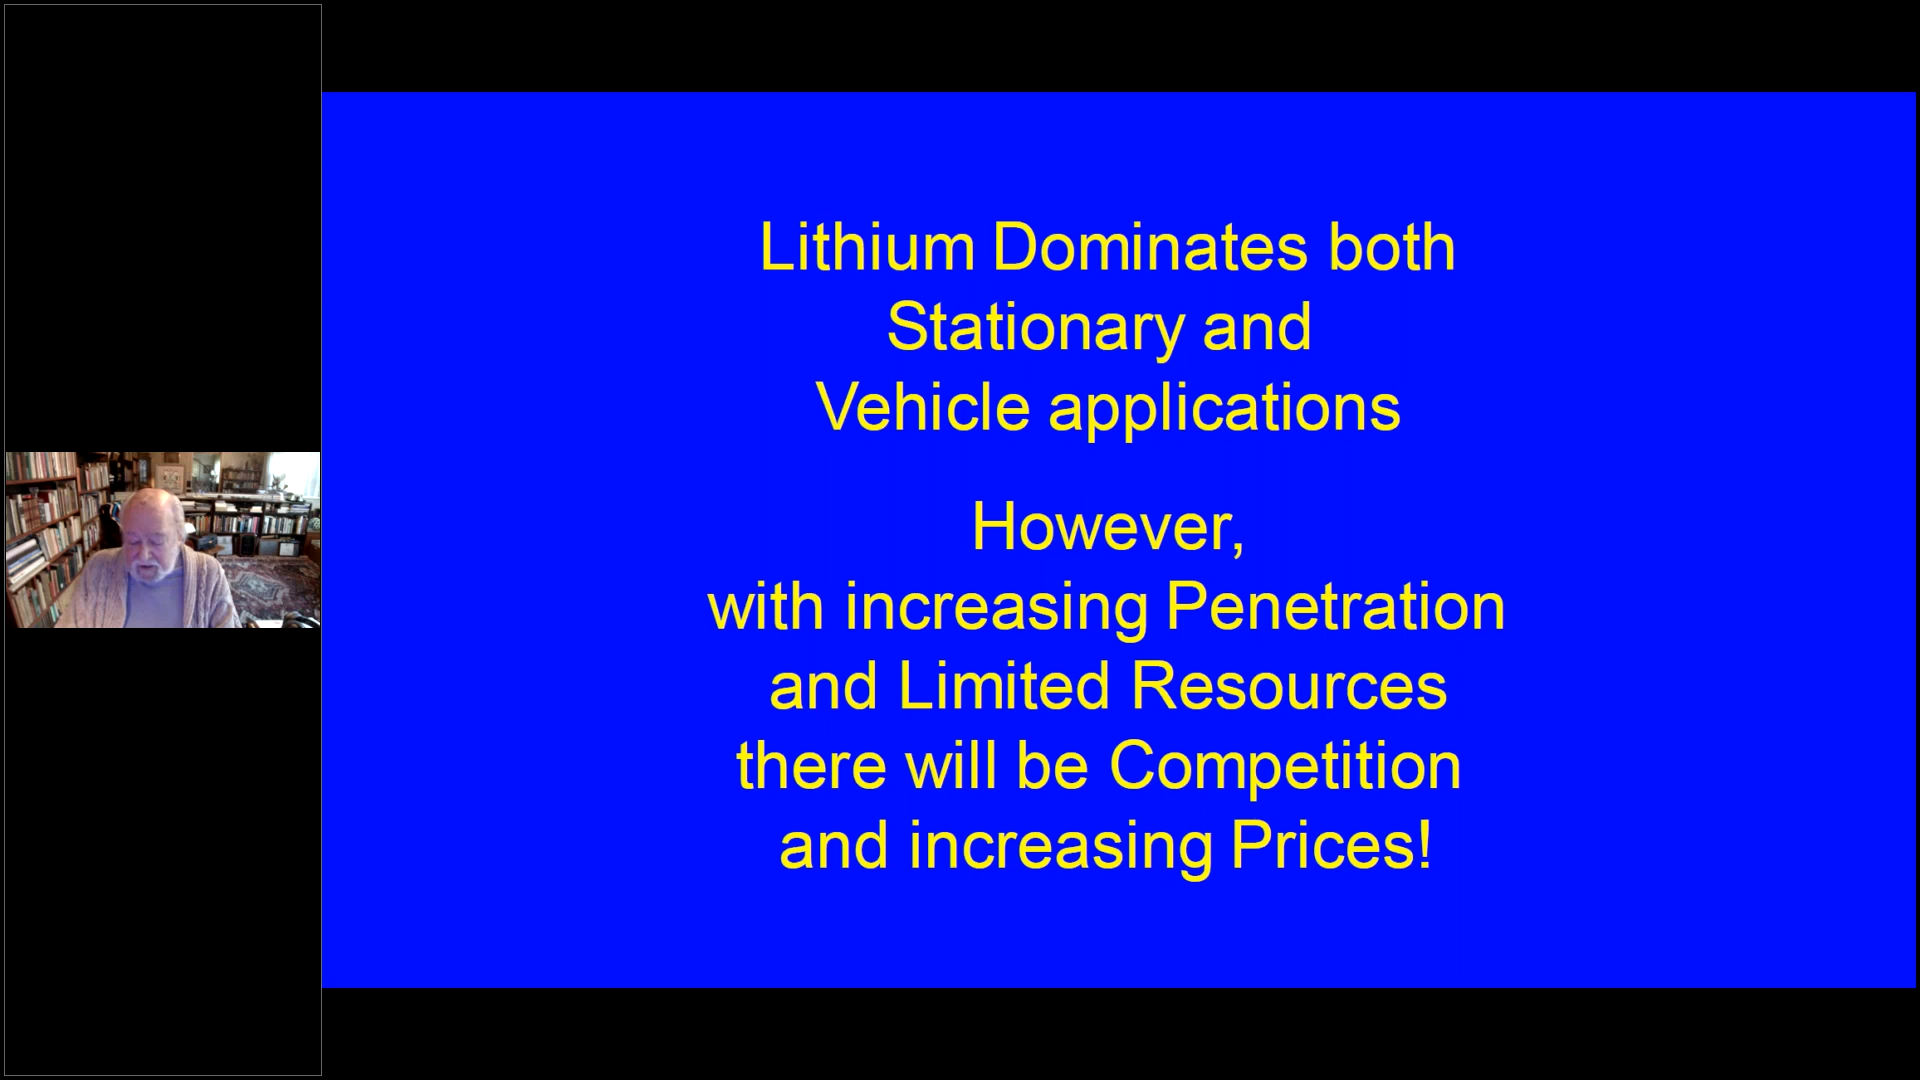 Lithium Dominates both
Stationary and
Vehicle applications
However,
with increasing Penetration
and Limited Resources
there will be Competition
and increasing Prices!